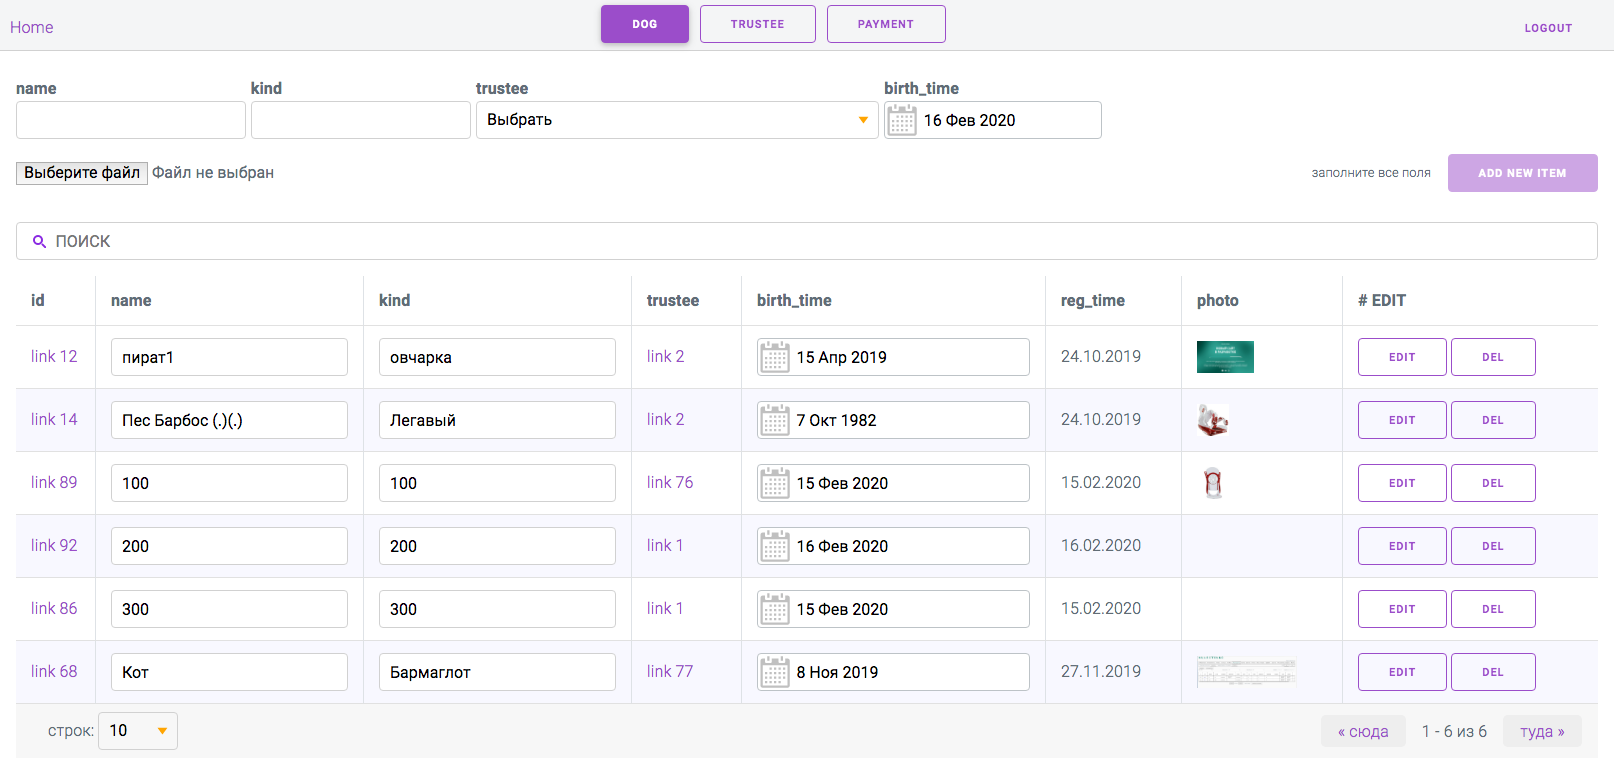 Home DOG TRUSTEE PAYMENT LOGOUT
name kind trustee birth_time
Выбрать 16 Фев 2020
Выберите файл Файл не выбран заполните все поля ADD NEW ITEM
ПОИСК
id name kind trustee birth_time reg_time photo # EDIT
link 12 пират1 овчарка link 2 15 Апр 2019 24.10.2019 EDIT DEL
link 14 Пес Барбос (.)(.) Легавый link 2 7 Окт 1982 24.10.2019 EDIT DEL
link 89 100 100 link 76 15 Фев 2020 15.02.2020 EDIT DEL
link 92 200 200 link 1 16 Фев 2020 16.02.2020 EDIT DEL
link 86 300 300 link 1 15 Фев 2020 15.02.2020 EDIT DEL
link 68 Кот Бармаглот link 77 8 Ноя 2019 27.11.2019 EDIT DEL
строк: 10 « сюда 1 - 6 из 6 туда »